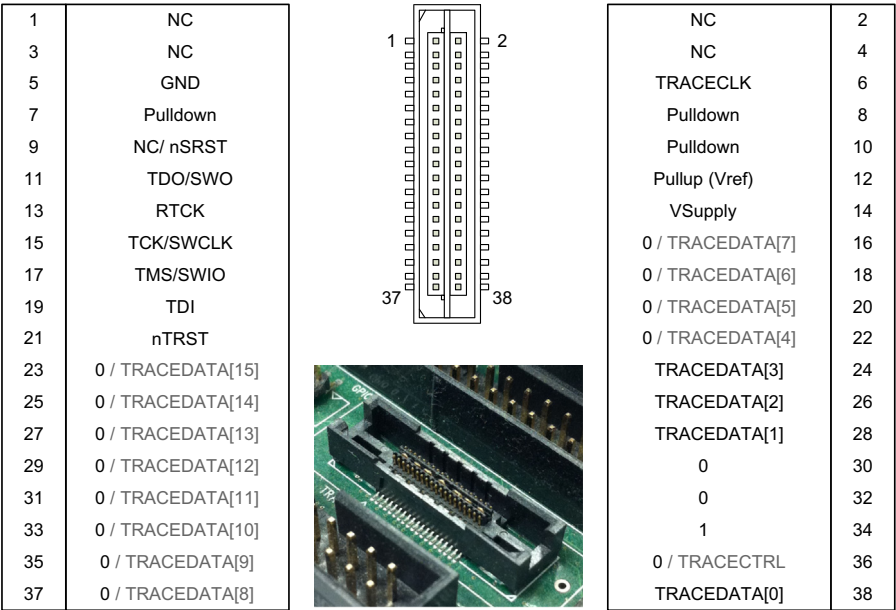 1 NC NC 2
3 NC NC 4
5 GND TRACECLK 6
7 Pulldown Pulldown 8
9 NC/ nSRST Pulldown 10
11 TDO/SWO Pullup (Vref) 12
13 RTCK VSupply 14
15 TCK/SWCLK 0 / TRACEDATA[7] 16
17 TMS/SWIO 0 / TRACEDATA[6] 18
19 TDI 0 / TRACEDATA[5] 20
21 nTRST 0 / TRACEDATA[4] 22
23 0 / TRACEDATA[15] TRACEDATA[3] 24
25 0 / TRACEDATA[14] TRACEDATA[2] 26
27 0 / TRACEDATA[13] TRACEDATA[1] 28
29 0 / TRACEDATA[12] 0 30
31 0 / TRACEDATA[11] 0 32
33 0 / TRACEDATA[10] 1 34
35 0 / TRACEDATA[9] 0 / TRACECTRL 36
37 0 / TRACEDATA[8] TRACEDATA[0] 38
1 2
37 38
GPIC